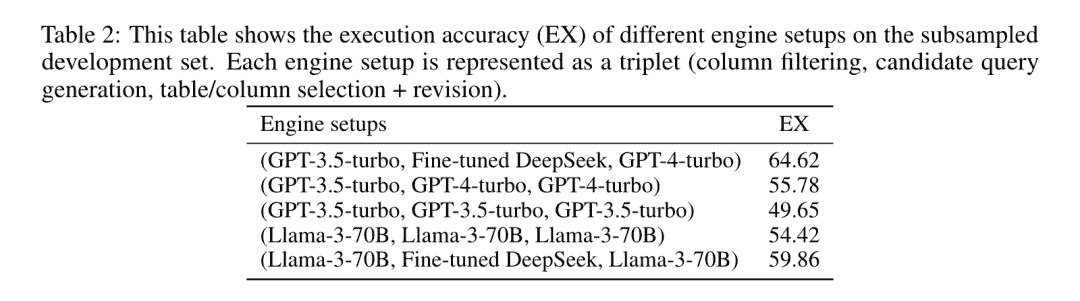 Table 2: This table shows the execution accuracy (EX) of different engine setups on the subsampled
development set. Each engine setup is represented as a triplet (column filtering, candidate query
generation, table/column selection + revision).
Engine setups EX
(GPT-3.5-turbo, Fine-tuned DeepSeek, GPT-4-turbo) 64.62
(GPT-3.5-turbo, GPT-4-turbo, GPT-4-turbo) 55.78
(GPT-3.5-turbo, GPT-3.5-turbo, GPT-3.5-turbo) 49.65
(Llama-3-70B, Llama-3-70B, Llama-3-70B) 54.42
(Llama-3-70B, Fine-tuned DeepSeek, Llama-3-70B) 59.86